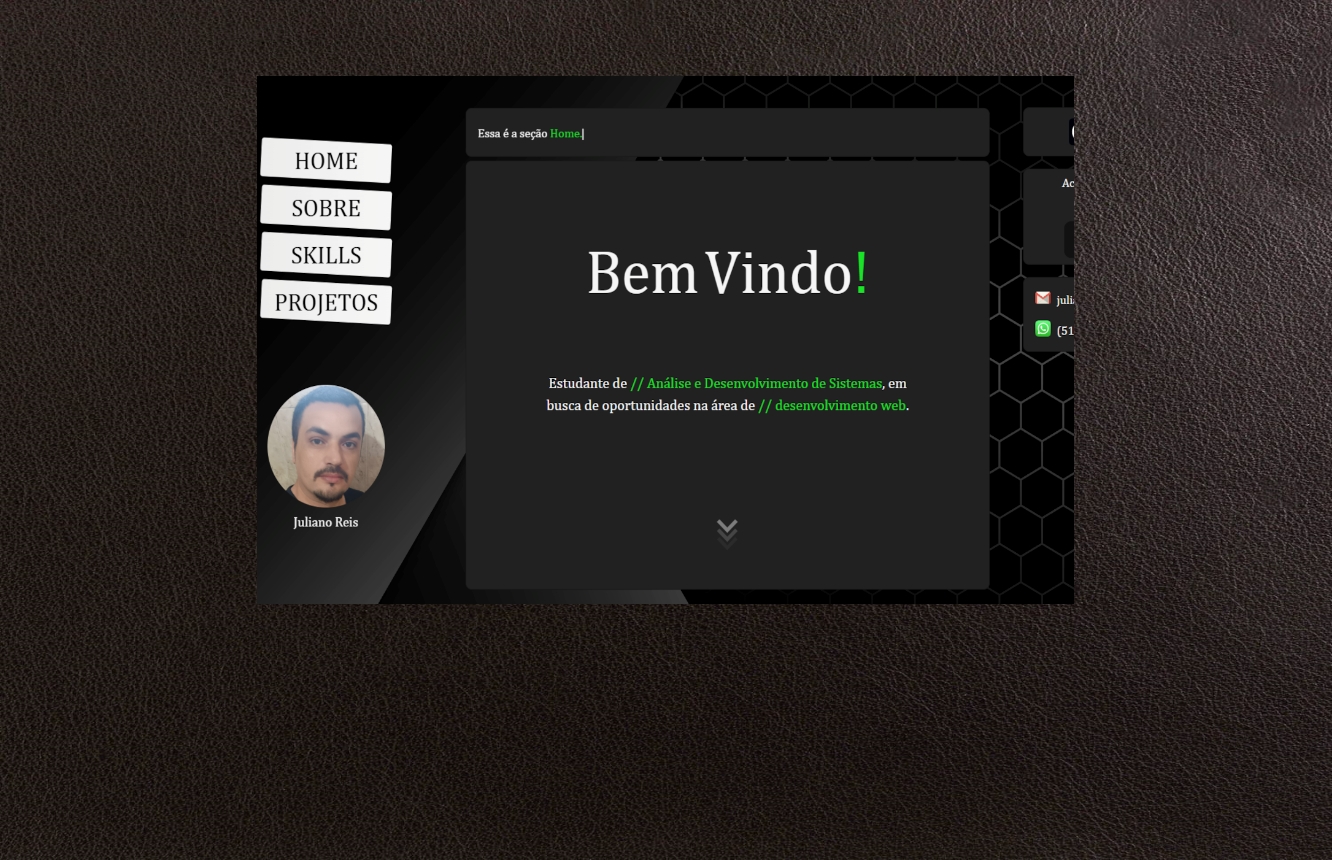 HOME
SOBRE
SKILLS
PROJETOS
Juliano Reis
Essa é a seção Home.|
Bem Vindo!
Estudante de // Análise e Desenvolvimento de Sistemas, em
busca de oportunidades na área de // desenvolvimento web.
(51